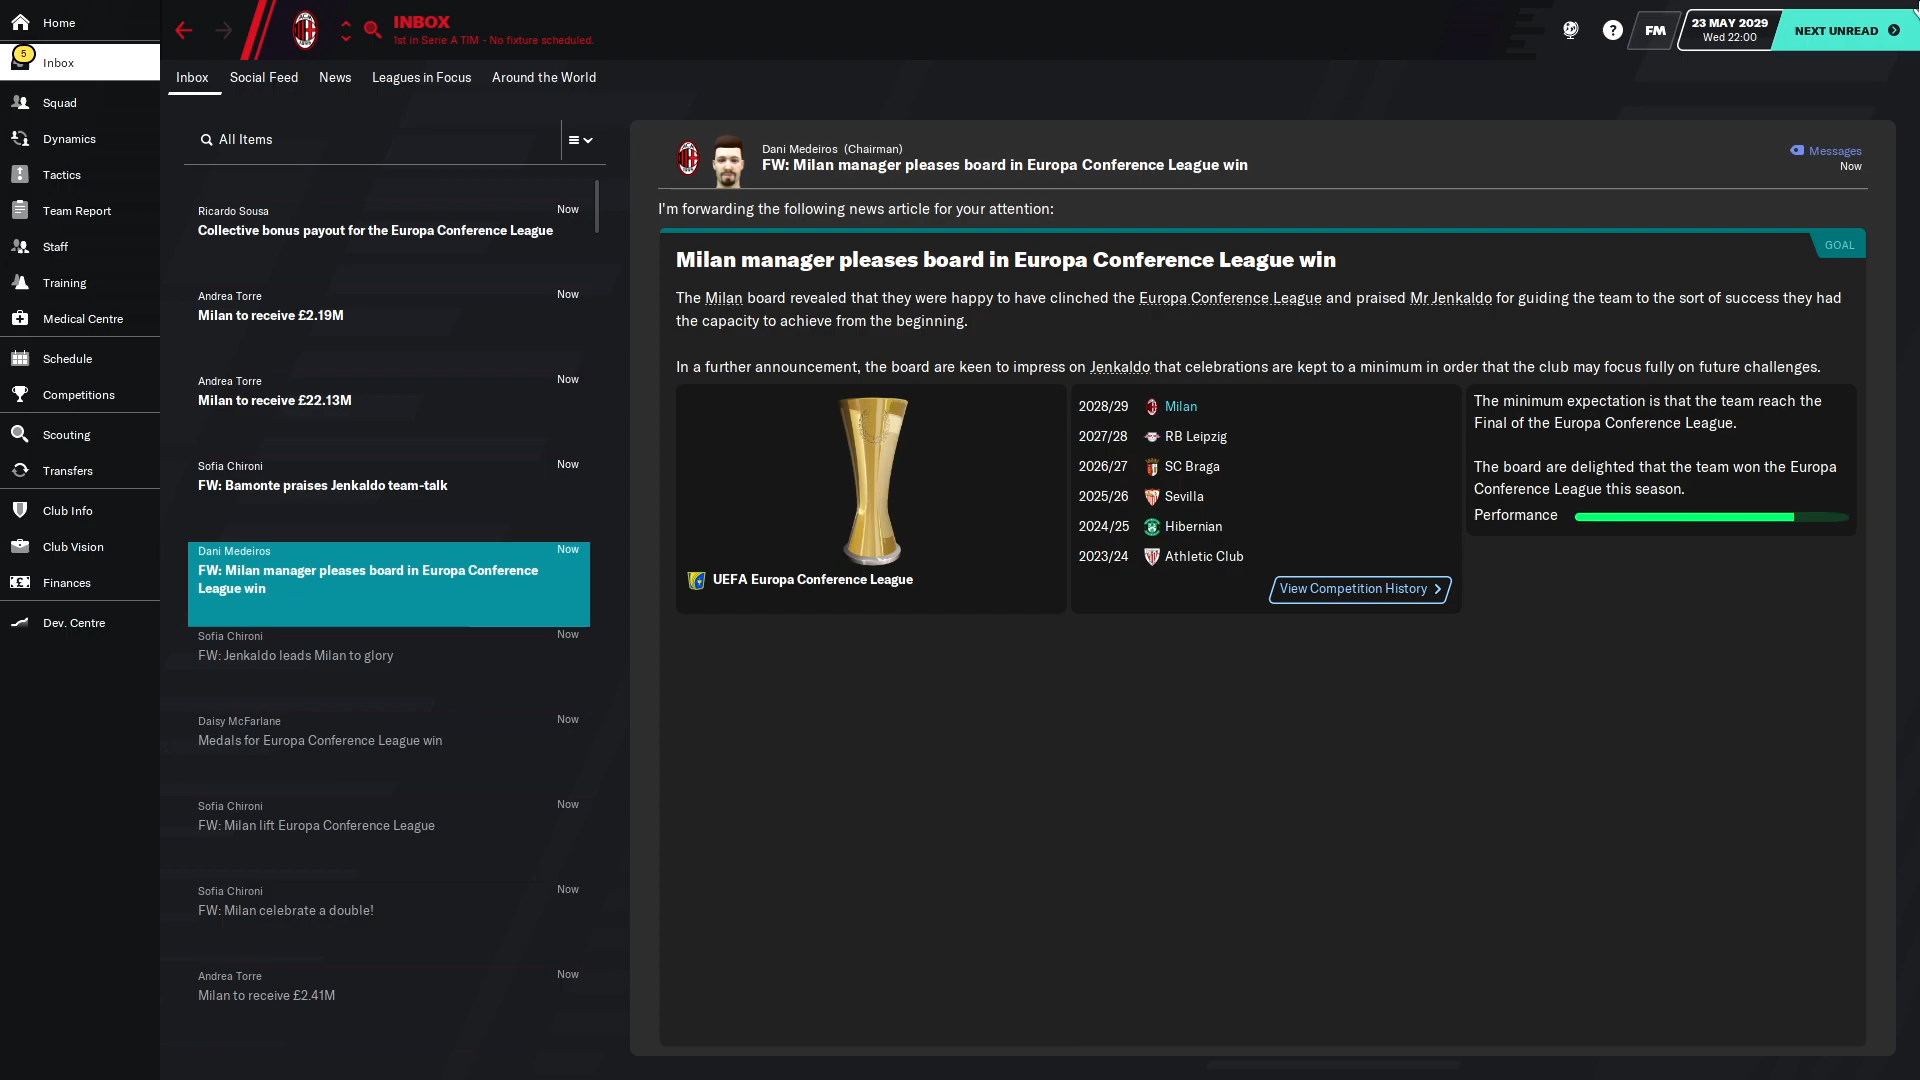 Home
5
Inbox
Squad
Dynamics
Tactics
Team Report
Staff
Training
Medical Centre
Schedule
Competitions
Scouting
Transfers
Club Info
Club Vision
Finances
Dev. Centre
INBOX
1st in Serie A TIM - No fixture scheduled.
?
FM
23 MAY 2029
Wed 22:00
NEXT UNREAD
Inbox Social Feed News Leagues in Focus Around the World
All Items
Ricardo Sousa Now
Collective bonus payout for the Europa Conference League
Andrea Torre Now
Milan to receive £2.19M
Andrea Torre Now
Milan to receive £22.13M
Sofia Chironi Now
FW: Bamonte praises Jenkaldo team-talk
Dani Medeiros Now
FW: Milan manager pleases board in Europa Conference
League win
Sofia Chironi Now
FW: Jenkaldo leads Milan to glory
Daisy McFarlane Now
Medals for Europa Conference League win
Sofia Chironi Now
FW: Milan lift Europa Conference League
Sofia Chironi Now
FW: Milan celebrate a double!
Andrea Torre Now
Milan to receive £2.41M
Dani Medeiros (Chairman)
FW: Milan manager pleases board in Europa Conference League win
Messages
Now
I'm forwarding the following news article for your attention:
GOAL
Milan manager pleases board in Europa Conference League win
The Milan board revealed that they were happy to have clinched the Europa Conference League and praised Mr Jenkaldo for guiding the team to the sort of success they had
the capacity to achieve from the beginning.
In a further announcement, the board are keen to impress on Jenkaldo that celebrations are kept to a minimum in order that the club may focus fully on future challenges.
UEFA Europa Conference League
2028/29 Milan
2027/28 RB Leipzig
2026/27 SC Braga
2025/26 Sevilla
2024/25 Hibernian
2023/24 Athletic Club
View Competition History
The minimum expectation is that the team reach the
Final of the Europa Conference League.
The board are delighted that the team won the Europa
Conference League this season.
Performance